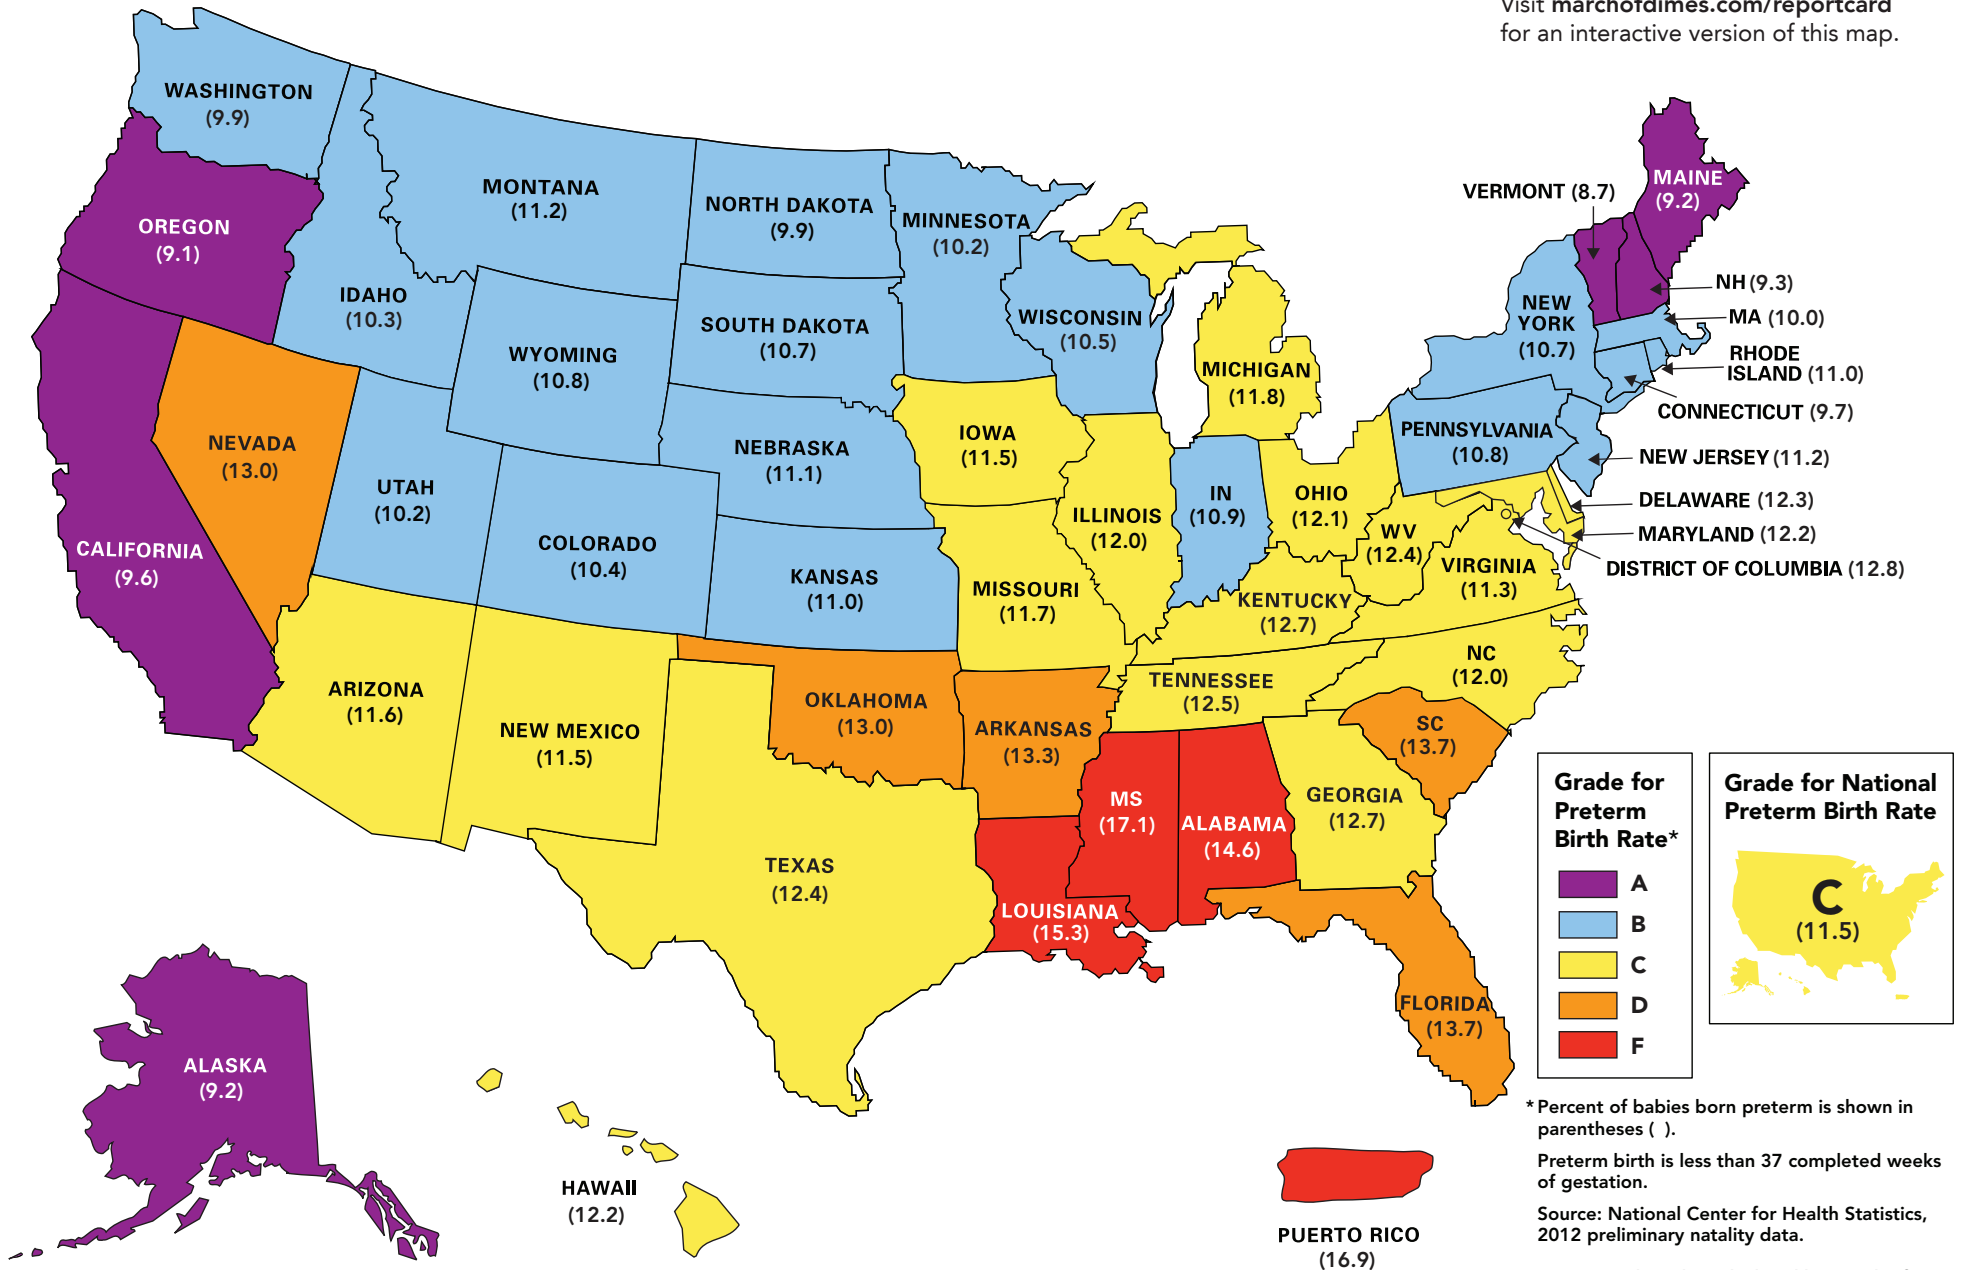 Visit marchofdimes.com/reportcard
for an interactive version of this map.
WASHINGTON
(9.9)
OREGON
(9.1)
CALIFORNIA
(9.6)
NEVADA
(13.0)
IDAHO
(10.3)
MONTANA
(11.2)
WYOMING
(10.8)
UTAH
(10.2)
COLORADO
(10.4)
ARIZONA
(11.6)
NEW MEXICO
(11.5)
NORTH DAKOTA
(9.9)
SOUTH DAKOTA
(10.7)
NEBRASKA
(11.1)
KANSAS
(11.0)
OKLAHOMA
(13.0)
TEXAS
(12.4)
MINNESOTA
(10.2)
IOWA
(11.5)
MISSOURI
(11.7)
ARKANSAS
(13.3)
LOUISIANA
(15.3)
WISCONSIN
(10.5)
ILLINOIS
(12.0)
MICHIGAN
(11.8)
IN
(10.9)
OHIO
(12.1)
KENTUCKY
(12.7)
TENNESSEE
(12.5)
MS
(17.1)
ALABAMA
(14.6)
GEORGIA
(12.7)
FLORIDA
(13.7)
SC
(13.7)
NC
(12.0)
VIRGINIA
(11.3)
WV
(12.4)
PENNSYLVANIA
(10.8)
NEW
YORK
(10.7)
VERMONT (8.7)
MAINE
(9.2)
NH (9.3)
MA (10.0)
RHODE
ISLAND (11.0)
CONNECTICUT (9.7)
NEW JERSEY (11.2)
DELAWARE (12.3)
MARYLAND (12.2)
DISTRICT OF COLUMBIA (12.8)
ALASKA
(9.2)
HAWAII
(12.2)
PUERTO RICO
(16.9)
Grade for
Preterm
Birth Rate*
A
B
C
D
F
Grade for National
Preterm Birth Rate
C
(11.5)
* Percent of babies born preterm is shown in
parentheses ( ).
Preterm birth is less than 37 completed weeks
of gestation.
Source: National Center for Health Statistics,
2012 preliminary natality data.